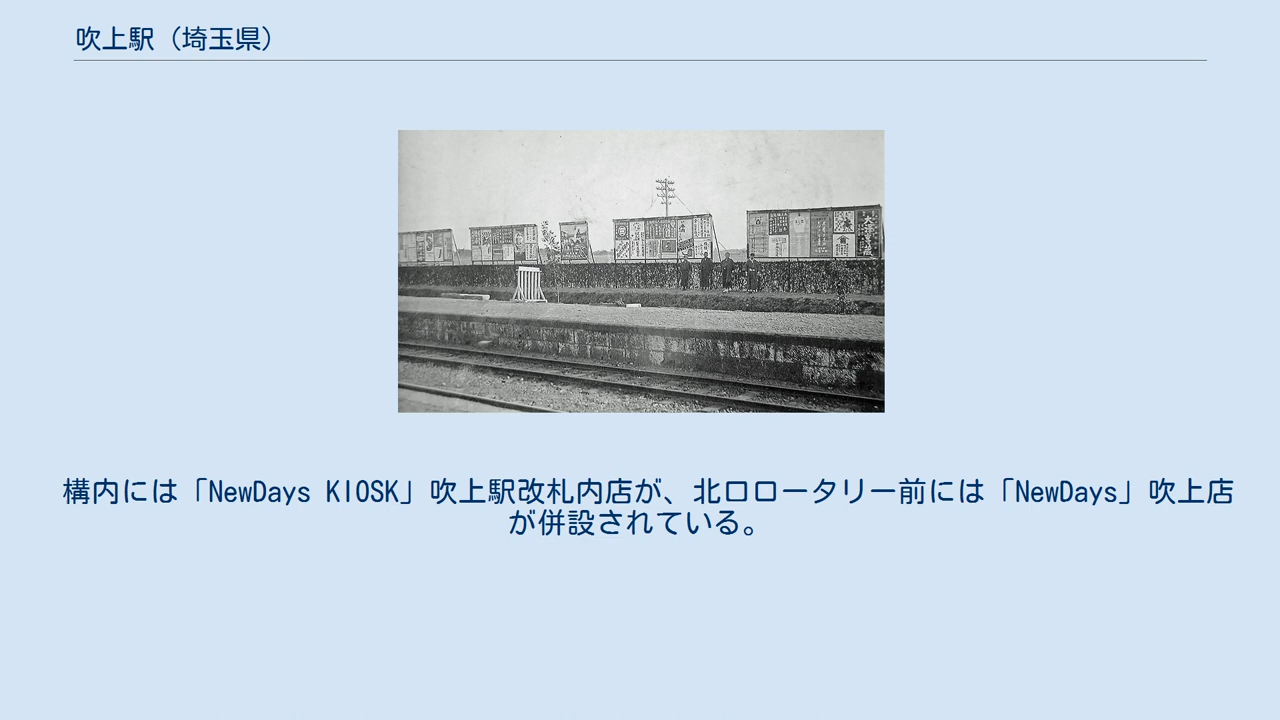 吹上駅（埼玉県）
構内には「NewDays KIOSK」吹上駅改札内店が、北口ロータリー前には「NewDays」吹上店
が併設されている。